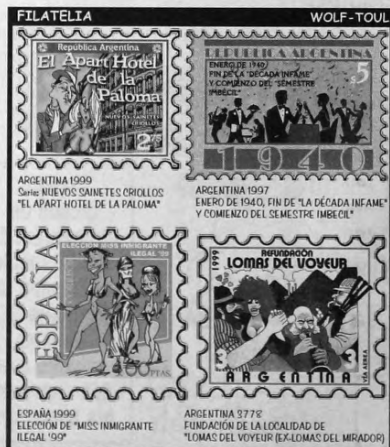 FILATELIA
WOLF-TOUL
República Argentina
El Apart Hotel
de la
Paloma
NUEVOS SAINETES
CRIOLLOS
2
ARGENTINA 1999
Serie: NUEVOS SAINETES CRIOLLOS
"EL APART HOTEL DE LA PALOMA"
REPUBLICA ARGENTINA
ENERO DE 1940,
FIN DE LA "DÉCADA INFAME"
Y COMIENZO DEL "SEMESTRE
IMBÉCIL"
5
1940
ARGENTINA 1997
ENERO DE 1940, FIN DE "LA DÉCADA INFAME"
Y COMIENZO DEL SEMESTRE IMBECIL"
ELECCIÓN MISS INMIGRANTE
ILEGAL '99
ESPAÑA
PTAS.
ESPAÑA 1999
ELECCIÓN DE "MISS INMIGRANTE
ILEGAL '99"
1999
REFUNDACIÓN
LOMAS DEL VOYEUR
ARGENTINA
VÍA AEREA
ARGENTINA 3778
FUNDACIÓN DE LA LOCALIDAD DE
"LOMAS DEL VOYEUR (EX-LOMAS DEL MIRADOR)